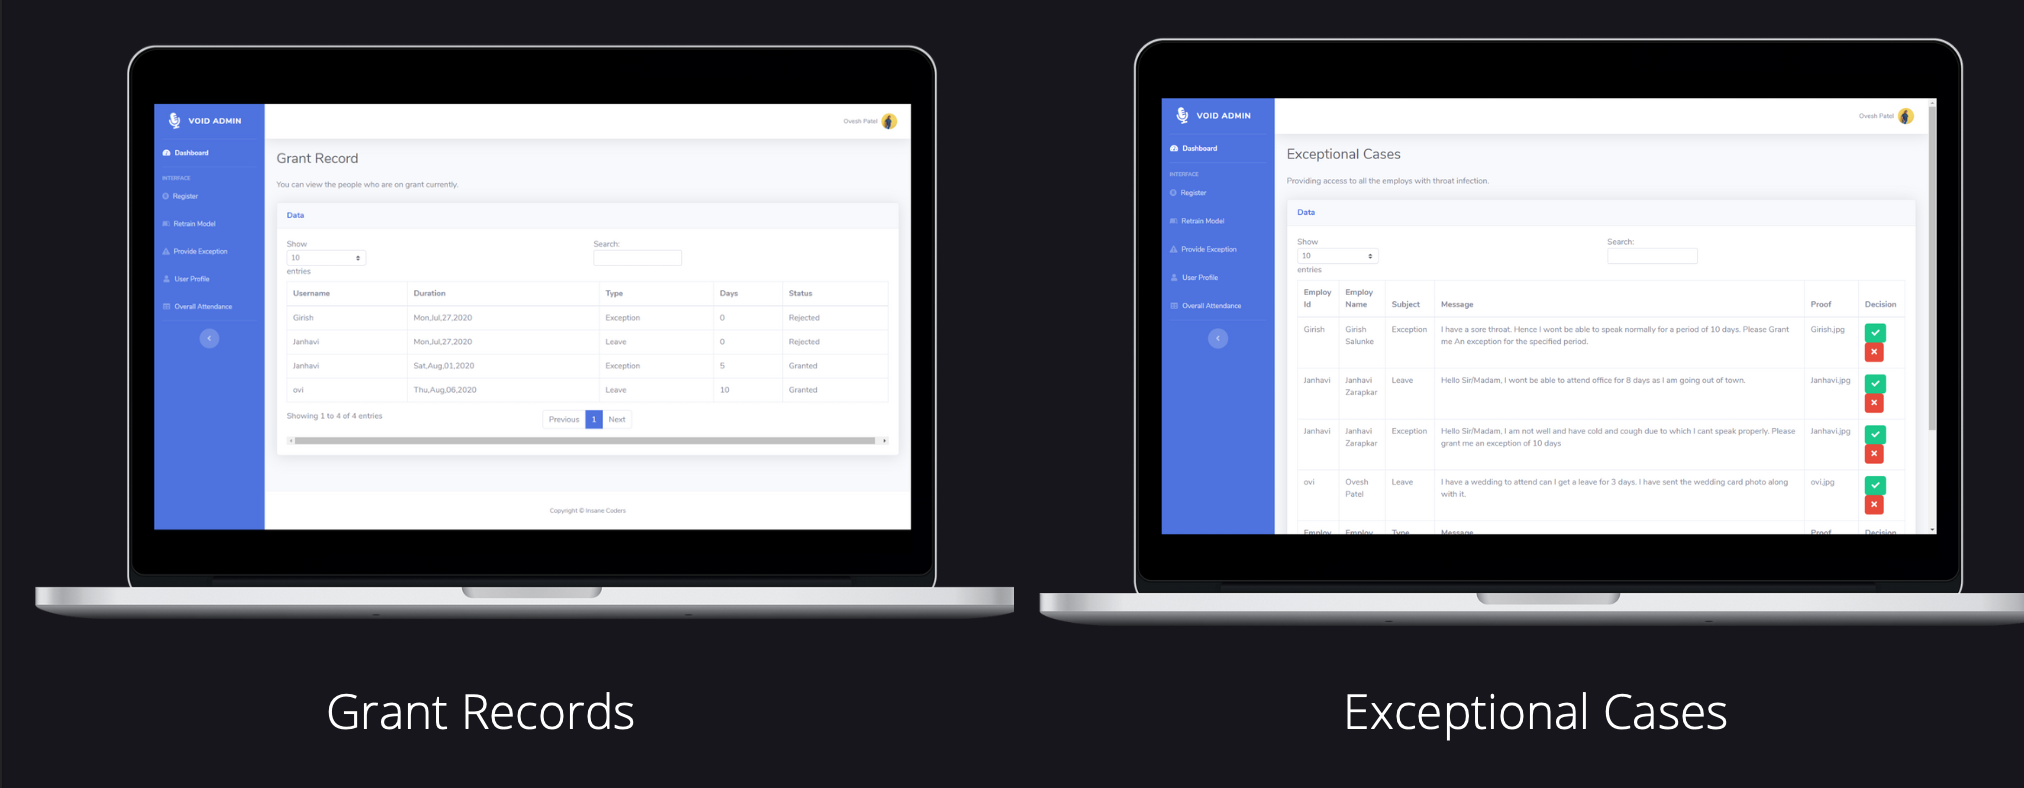 VOID ADMIN
Ovesh Patel
Dashboard
INTERFACE
Register
Retrain Model
Provide Exception
User Profile
Overall Attendance
Grant Record
You can view the people who are on grant currently.
Data
Show
10
entries
Search:
Username Duration Type Days Status
Girish Mon,Jul,27,2020 Exception 0 Rejected
Janhavi Mon,Jul,27,2020 Leave 0 Rejected
Janhavi Sat,Aug,01,2020 Exception 5 Granted
ovi Thu,Aug,06,2020 Leave 10 Granted
Showing 1 to 4 of 4 entries
Previous 1 Next
Copyright © Insane Coders
Grant Records
VOID ADMIN
Ovesh Patel
Dashboard
INTERFACE
Register
Retrain Model
Provide Exception
User Profile
Overall Attendance
Exceptional Cases
Providing access to all the employs with throat infection.
Data
Show
10
entries
Search:
Employ Employ
Id Name Subject Message Proof Decision
Girish Girish Exception I have a sore throat. Hence I wont be able to speak normally for a period of 10 days. Please Grant Girish.jpg
Salunke me An exception for the specified period.
Janhavi Janhavi Leave Hello Sir/Madam, I wont be able to attend office for 8 days as I am going out of town. Janhavi.jpg
Zarapkar
Janhavi Janhavi Exception Hello Sir/Madam, I am not well and have cold and cough due to which I cant speak properly. Please Janhavi.jpg
Zarapkar grant me an exception of 10 days
ovi Ovesh Leave I have a wedding to attend can I get a leave for 3 days. I have sent the wedding card photo along ovi.jpg
Patel with it.
Employ Employ Type Message Proof Decision
Exceptional Cases